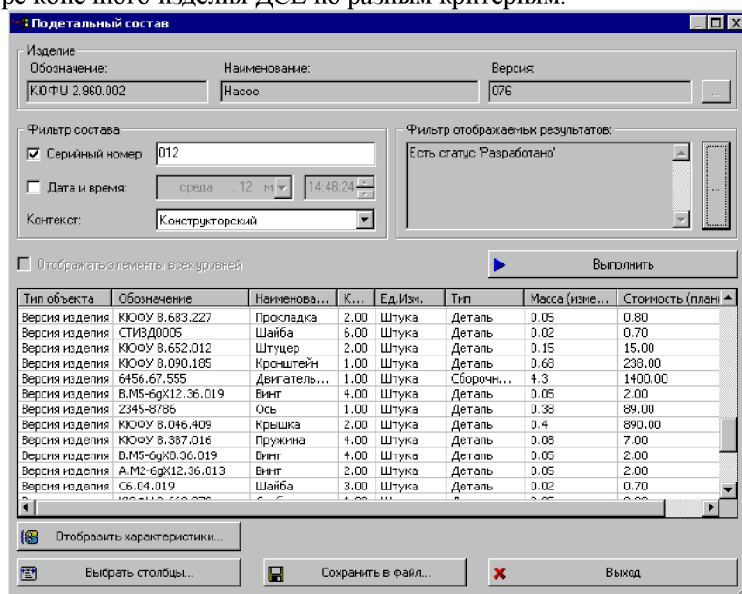 ре конечного изделия ДСЕ по разным критериям.
Подетальный состав
Изделие
Обозначение: Наименование: Версия:
КЮФЦ 2.960.002 Насос 076 ...
Фильтр состава Фильтр отображаемых результатов:
Серийный номер 012 Есть статус 'Разработано' ...
Дата и время: среда , 12 м 14:48:24
Контекст: Конструкторский
Отображать элементы всех уровней Выполнить
Тип объекта Обозначение Наименова... К... Ед.Изм. Тип Масса (изме... Стоимость (плани
Версия изделия КЮФУ 8.683.227 Прокладка 2.00 Штука Деталь 0.05 0.80
Версия изделия СТИЗД0005 Шайба 6.00 Штука Деталь 0.02 0.70
Версия изделия КЮФУ 8.652.012 Штуцер 2.00 Штука Деталь 0.15 15.00
Версия изделия КЮФУ 8.090.185 Кронштейн 1.00 Штука Деталь 0.68 238.00
Версия изделия 6456.67.555 Двигатель... 1.00 Штука Сборочн... 4.3 1400.00
Версия изделия В.М5-6gХ12.36.019 Винт 4.00 Штука Деталь 0.05 2.00
Версия изделия 2345-8786 Ось 1.00 Штука Деталь 0.38 89.00
Версия изделия КЮФУ 8.046.409 Крышка 2.00 Штука Деталь 0.4 890.00
Версия изделия КЮФУ 8.387.016 Пружина 4.00 Штука Деталь 0.08 7.00
Версия изделия В.М5-6gХ8.36.019 Винт 4.00 Штука Деталь 0.05 2.00
Версия изделия А.М2-6gХ12.36.013 Винт 2.00 Штука Деталь 0.05 2.00
Версия изделия С6.04.019 Шайба 3.00 Штука Деталь 0.02 0.70
Отобразить характеристики...
Выбрать столбцы... Сохранить в файл... Выход